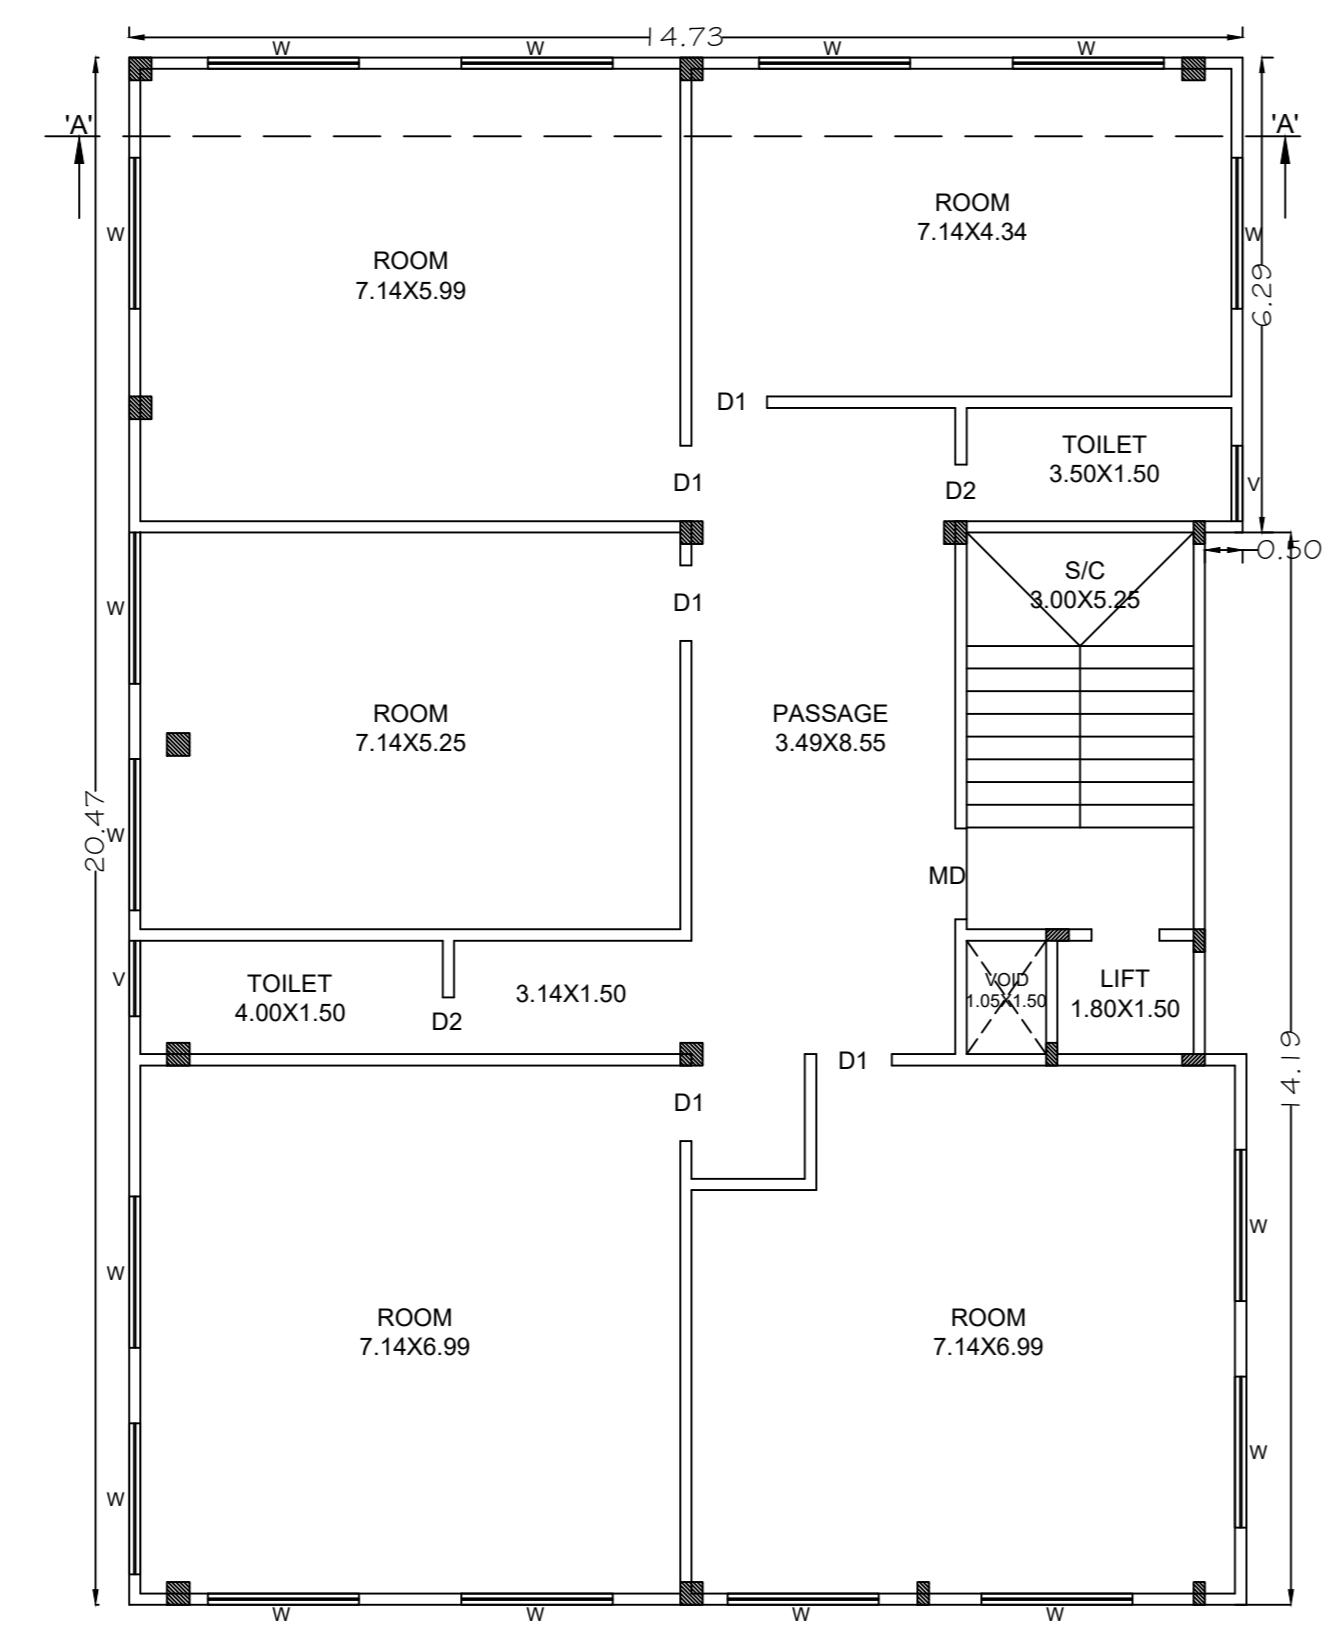 14.73
W
W
W
W
'A'
'A'
W
W
ROOM
7.14X4.34
ROOM
7.14X5.99
6.29
D1
TOILET
3.50X1.50
D1
D2
V
0.50
S/C
3.00X5.25
W
D1
ROOM
7.14X5.25
PASSAGE
3.49X8.55
20.47
W
MD
V
TOILET
4.00X1.50
3.14X1.50
D2
VOID
1.05X1.50
LIFT
1.80X1.50
D1
14.19
D1
W
W
ROOM
7.14X6.99
ROOM
7.14X6.99
W
W
W
W
W
W